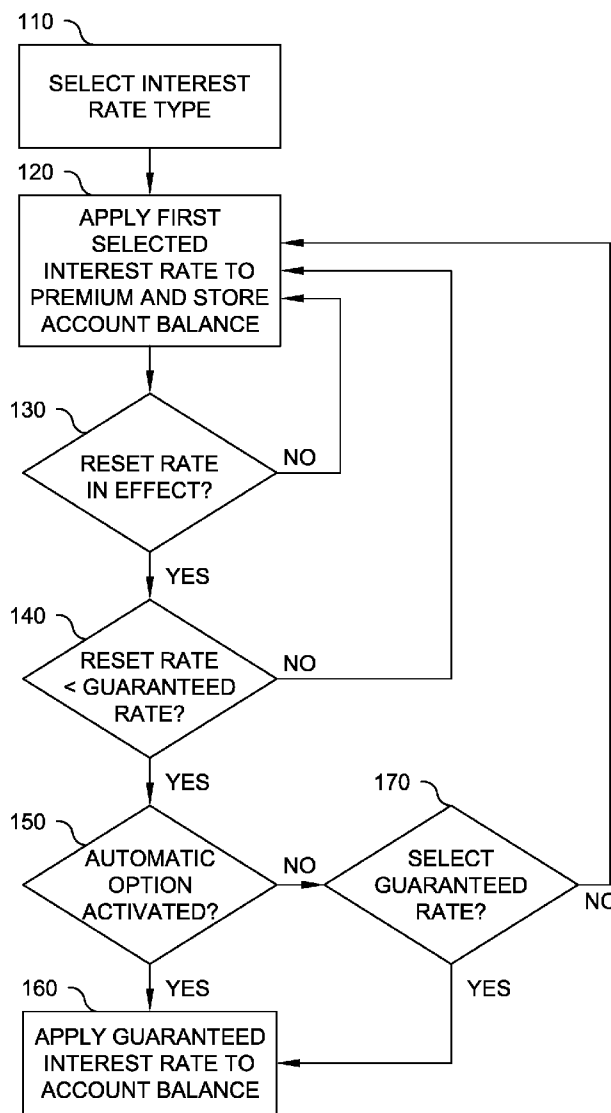 110
SELECT INTEREST
RATE TYPE
120
APPLY FIRST
SELECTED
INTEREST RATE TO
PREMIUM AND STORE
ACCOUNT BALANCE
130
RESET RATE
IN EFFECT?
NO
YES
140
RESET RATE
< GUARANTEED
RATE?
NO
YES
150
AUTOMATIC
OPTION
ACTIVATED?
NO
170
SELECT
GUARANTEED
RATE?
NO
YES
YES
160
APPLY GUARANTEED
INTEREST RATE TO
ACCOUNT BALANCE